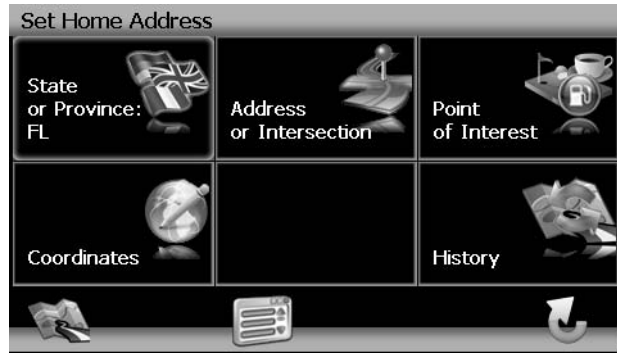 Set Home Address
State
or Province:
FL
Address
or Intersection
Point
of Interest
Coordinates
History